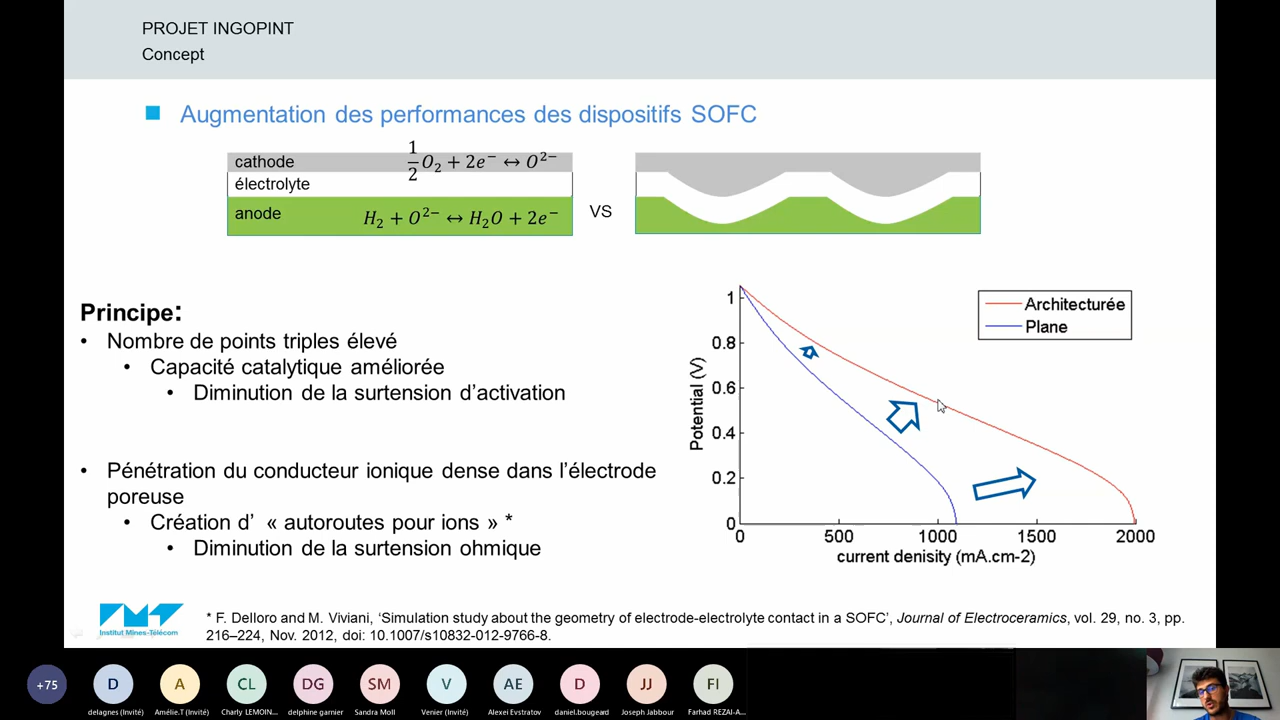 PROJET INGOPINT
Concept
Augmentation des performances des dispositifs SOFC
cathode
1/2 O₂ + 2e⁻ ↔ O²⁻
électrolyte
anode
H₂ + O²⁻ ↔ H₂O + 2e⁻
VS
Principe:
• Nombre de points triples élevé
• Capacité catalytique améliorée
• Diminution de la surtension d’activation
• Pénétration du conducteur ionique dense dans l’électrode
poreuse
• Création d’ « autoroutes pour ions » *
• Diminution de la surtension ohmique
Architecturée
Plane
Potential (V)
1
0.8
0.6
0.4
0.2
0
0 500 1000 1500 2000
current denisity (mA.cm-2)
Institut Mines-Télécom
* F. Delloro and M. Viviani, ‘Simulation study about the geometry of electrode-electrolyte contact in a SOFC’, Journal of Electroceramics, vol. 29, no. 3, pp.
216–224, Nov. 2012, doi: 10.1007/s10832-012-9766-8.
+75
D A CL DG SM V AE D JJ FI
delagnes (Invité) Amélie.T (Invité) Charly LEMOIN... delphine garnier Sandra Moll Venier (Invité) Alexei Evstratov daniel.bougeard Joseph Jabbour Farhad REZAI-A...